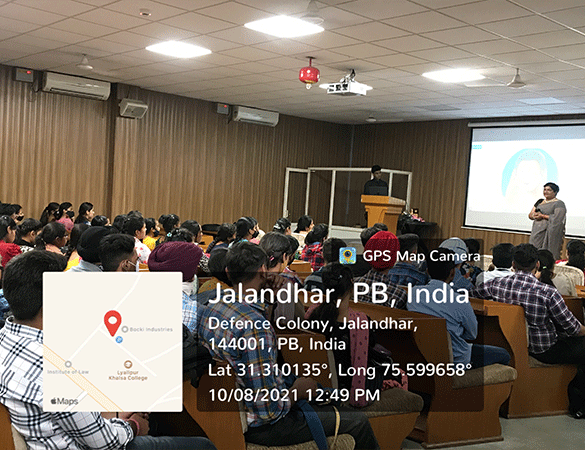 GPS Map Camera
Jalandhar, PB, India
Defence Colony, Jalandhar,
144001, PB, India
Lat 31.310135°, Long 75.599658°
10/08/2021 12:49 PM
Bocki Industries
Institute of Law
Lyallpur
Khalsa College
Maps